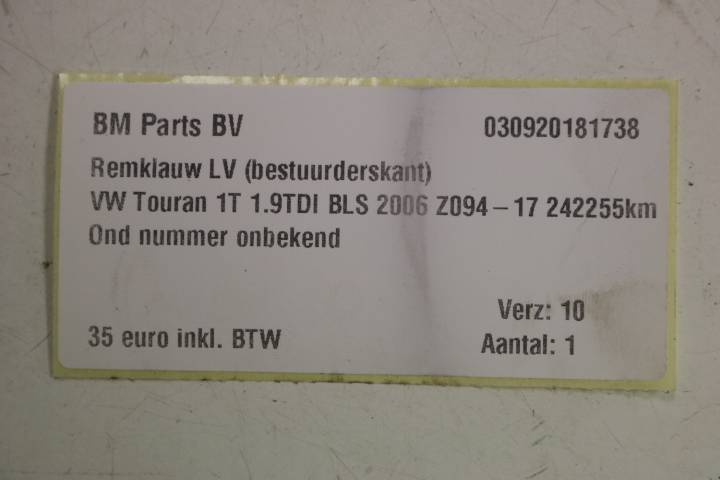 BM Parts BV 030920181738
Remklauw LV (bestuurderskant)
VW Touran 1T 1.9TDI BLS 2006 Z094-17 242255km
Ond nummer onbekend
Verz: 10
35 euro inkl. BTW Aantal: 1